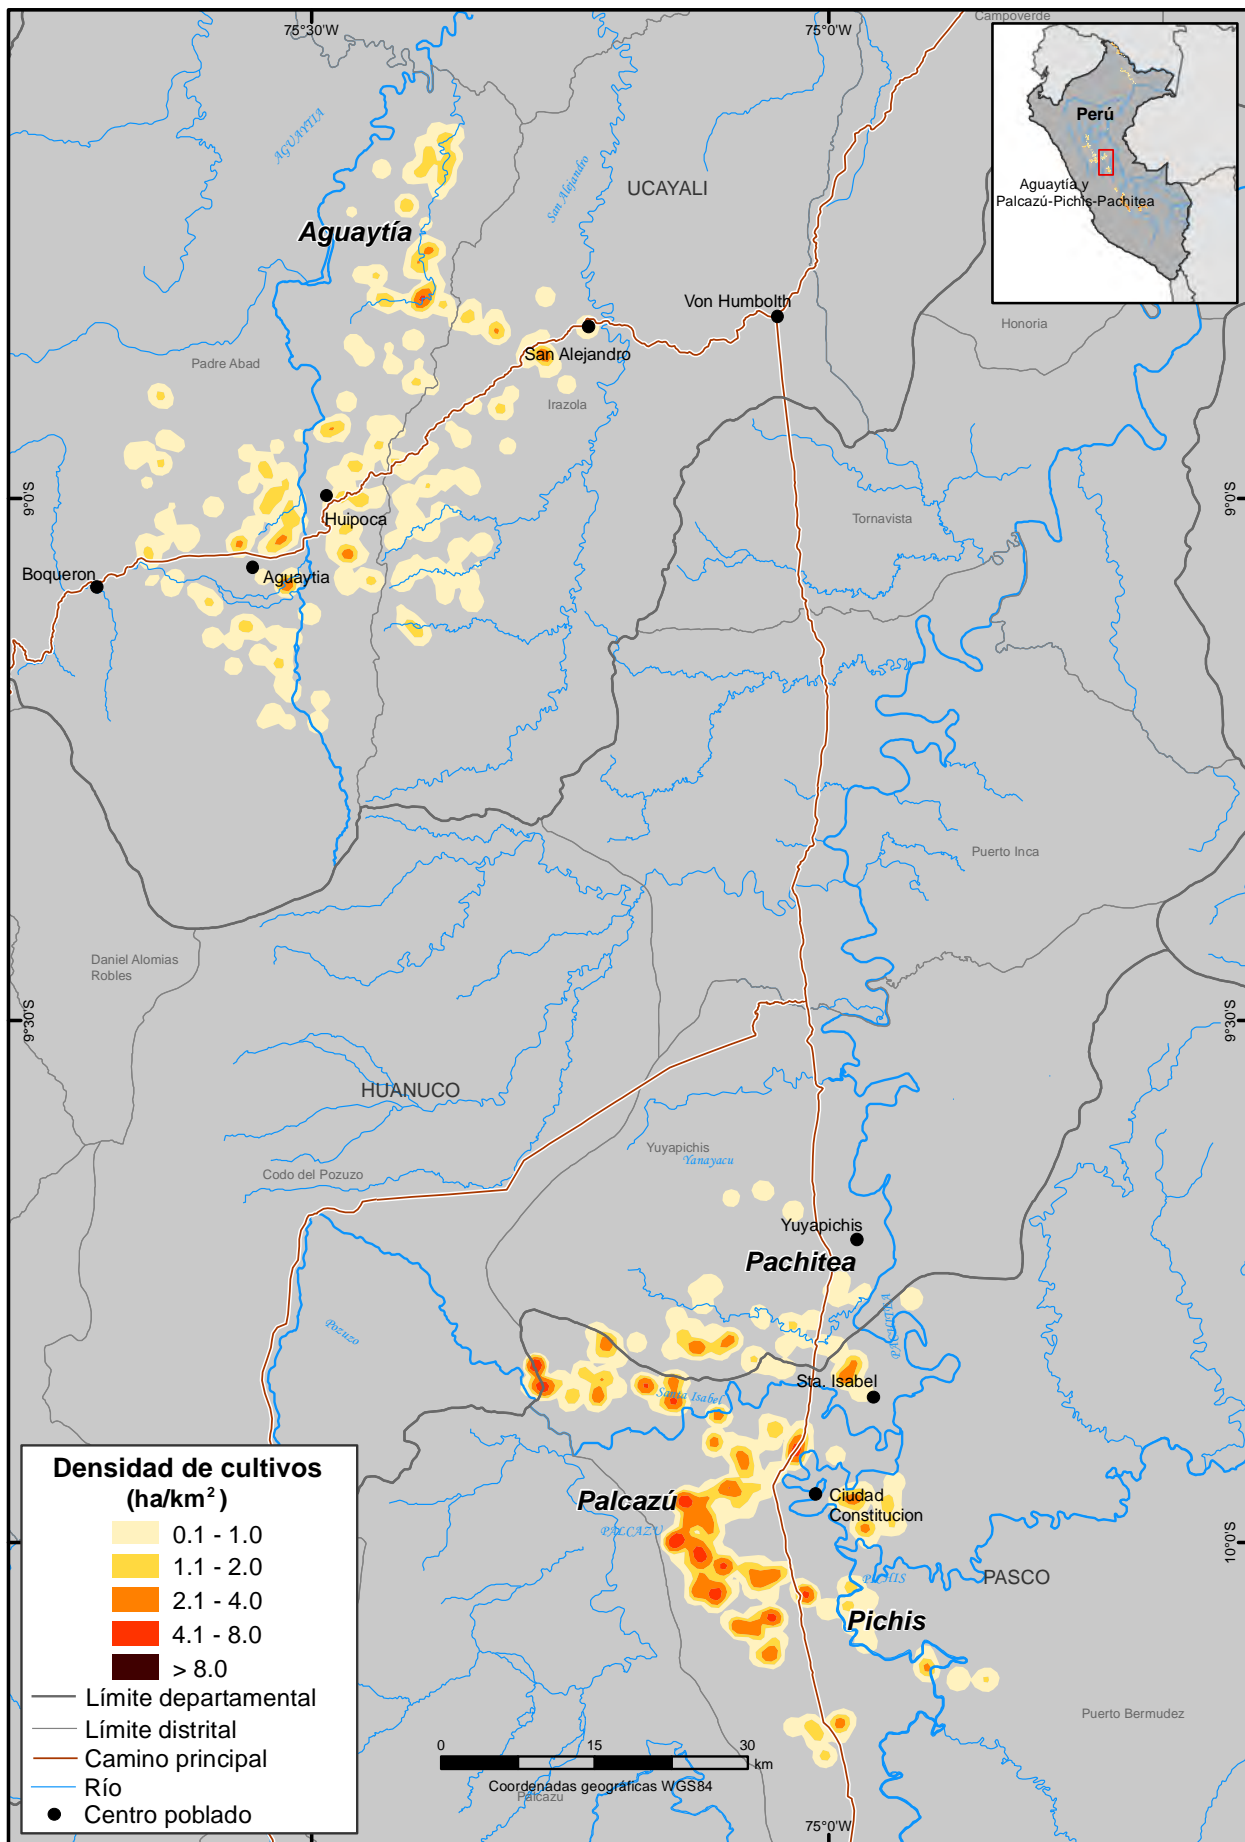 75°30'W
75°0'W
Campoverde
Perú
Aguaytía y
Palcazú-Pichis-Pachitea
AGUAYTIA
San Alejandro
UCAYALI
Aguaytía
Von Humbolth
Honoria
San Alejandro
Padre Abad
Irazola
9°0'S
9°0'S
Huipoca
Tornavista
Boqueron
Aguaytia
Puerto Inca
Daniel Alomias
Robles
9°30'S
9°30'S
HUANUCO
Yuyapichis
Yanayacu
Codo del Pozuzo
Yuyapichis
Pachitea
PACHITEA
Pozuzo
Sta. Isabel
Santa Isabel
Densidad de cultivos
(ha/km²)
0.1 - 1.0
1.1 - 2.0
2.1 - 4.0
4.1 - 8.0
> 8.0
Límite departamental
Límite distrital
Camino principal
Río
Centro poblado
Palcazú
PALCAZU
Ciudad
Constitucion
10°0'S
PICHIS
PASCO
Pichis
Puerto Bermudez
0 15 30
km
Coordenadas geográficas WGS84
Palcazu
75°0'W